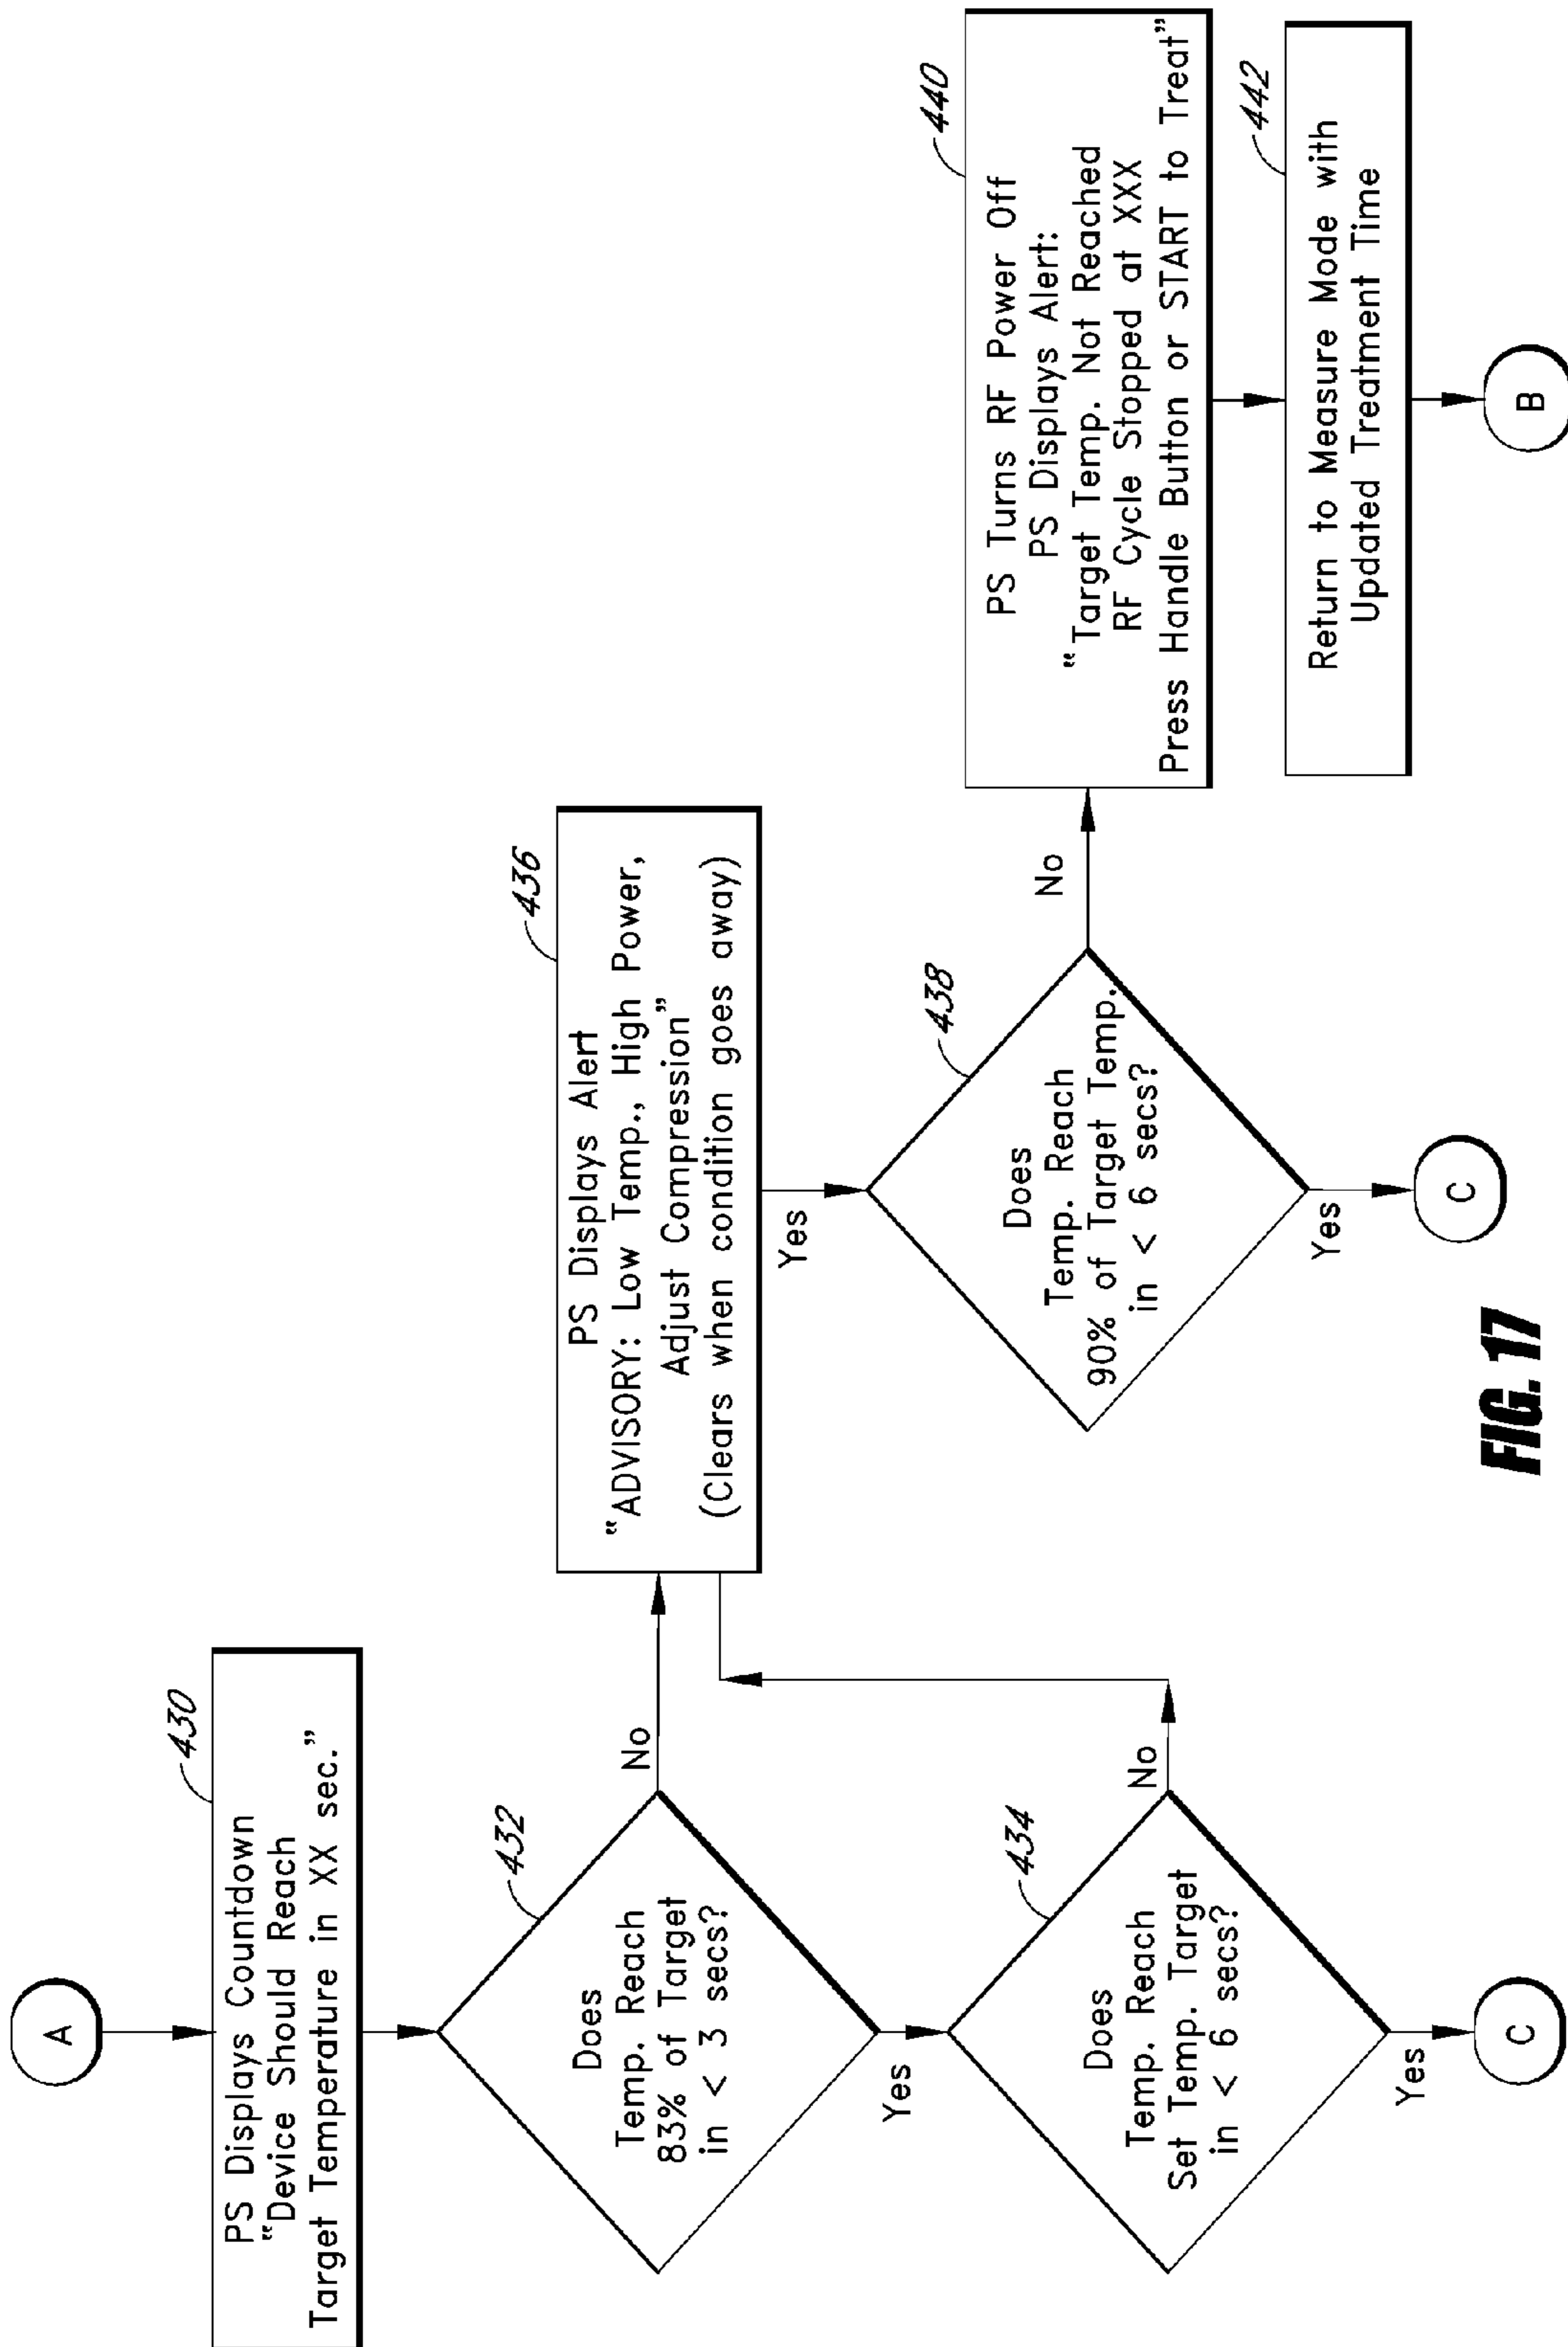 A
430
PS Displays Countdown
"Device Should Reach
Target Temperature in XX sec."
432
Does
Temp. Reach
83% of Target
in < 3 secs?
No
Yes
434
Does
Temp. Reach
Set Temp. Target
in < 6 secs?
No
Yes
C
436
PS Displays Alert
"ADVISORY: Low Temp., High Power,
Adjust Compression"
(Clears when condition goes away)
Yes
438
Does
Temp. Reach
90% of Target Temp.
in < 6 secs?
No
Yes
C
440
PS Turns RF Power Off
PS Displays Alert:
"Target Temp. Not Reached
RF Cycle Stopped at XXX
Press Handle Button or START to Treat"
442
Return to Measure Mode with
Updated Treatment Time
B
FIG. 17